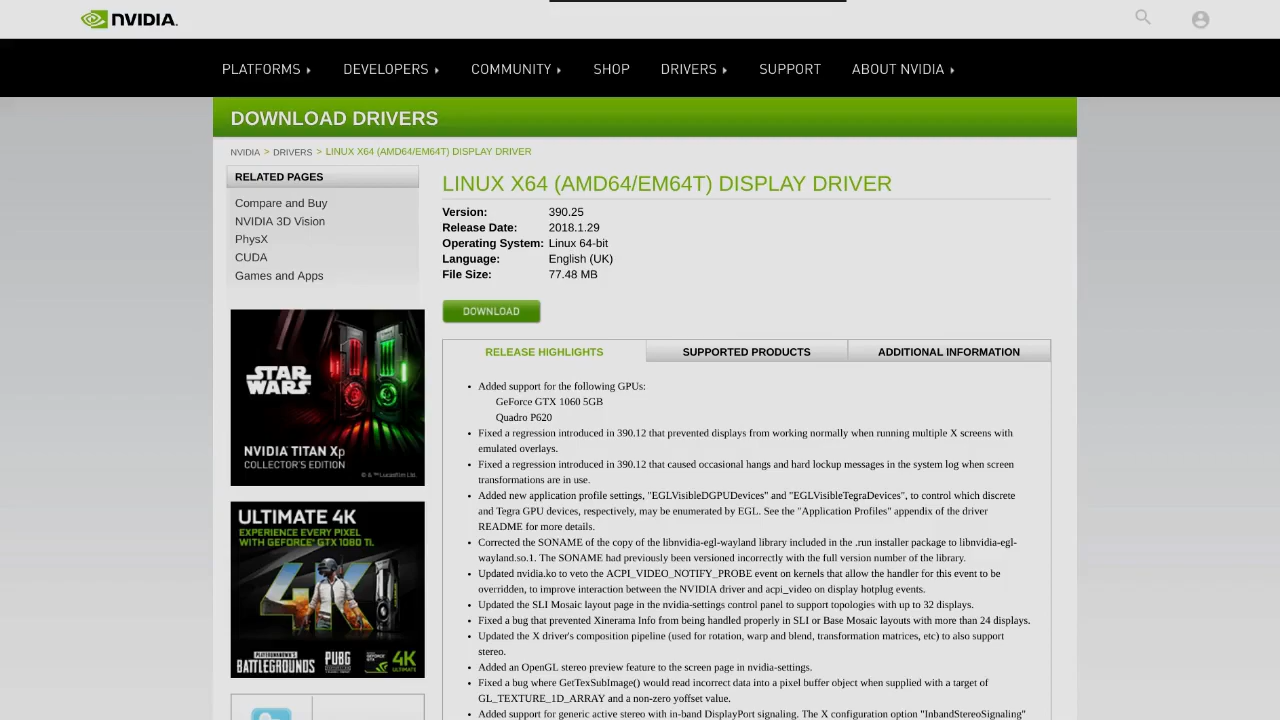 NVIDIA.
PLATFORMS
DEVELOPERS
COMMUNITY
SHOP
DRIVERS
SUPPORT
ABOUT NVIDIA
DOWNLOAD DRIVERS
NVIDIA > DRIVERS > LINUX X64 (AMD64/EM64T) DISPLAY DRIVER
RELATED PAGES
Compare and Buy
NVIDIA 3D Vision
PhysX
CUDA
Games and Apps
STAR WARS
NVIDIA TITAN Xp
COLLECTOR'S EDITION
© & ™ Lucasfilm Ltd.
ULTIMATE 4K
EXPERIENCE EVERY PIXEL
WITH GEFORCE® GTX 1080 TI.
4K
PLAYERUNKNOWN'S
BATTLEGROUNDS
PUBG
GEFORCE
GTX
4K
ULTIMATE
LINUX X64 (AMD64/EM64T) DISPLAY DRIVER
Version: 390.25
Release Date: 2018.1.29
Operating System: Linux 64-bit
Language: English (UK)
File Size: 77.48 MB
DOWNLOAD
RELEASE HIGHLIGHTS
SUPPORTED PRODUCTS
ADDITIONAL INFORMATION
• Added support for the following GPUs:
GeForce GTX 1060 5GB
Quadro P620
• Fixed a regression introduced in 390.12 that prevented displays from working normally when running multiple X screens with
emulated overlays.
• Fixed a regression introduced in 390.12 that caused occasional hangs and hard lockup messages in the system log when screen
transformations are in use.
• Added new application profile settings, "EGLVisibleDGPUDevices" and "EGLVisibleTegraDevices", to control which discrete
and Tegra GPU devices, respectively, may be enumerated by EGL. See the "Application Profiles" appendix of the driver
README for more details.
• Corrected the SONAME of the copy of the libnvidia-egl-wayland library included in the .run installer package to libnvidia-egl-
wayland.so.1. The SONAME had previously been versioned incorrectly with the full version number of the library.
• Updated nvidia.ko to veto the ACPI_VIDEO_NOTIFY_PROBE event on kernels that allow the handler for this event to be
overridden, to improve interaction between the NVIDIA driver and acpi_video on display hotplug events.
• Updated the SLI Mosaic layout page in the nvidia-settings control panel to support topologies with up to 32 displays.
• Fixed a bug that prevented Xinerama Info from being handled properly in SLI or Base Mosaic layouts with more than 24 displays.
• Updated the X driver's composition pipeline (used for rotation, warp and blend, transformation matrices, etc) to also support
stereo.
• Added an OpenGL stereo preview feature to the screen page in nvidia-settings.
• Fixed a bug where GetTexSubImage() would read incorrect data into a pixel buffer object when supplied with a target of
GL_TEXTURE_1D_ARRAY and a non-zero yoffset value.
• Added support for generic active stereo with in-band DisplayPort signaling. The X configuration option "InbandStereoSignaling"